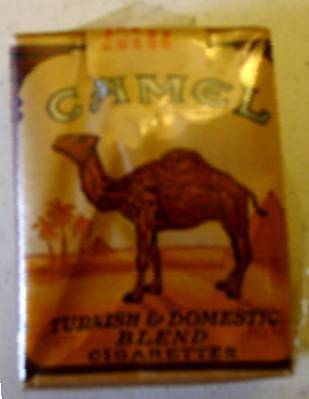 CAMEL
TURKISH & DOMESTIC
BLEND
CIGARETTES